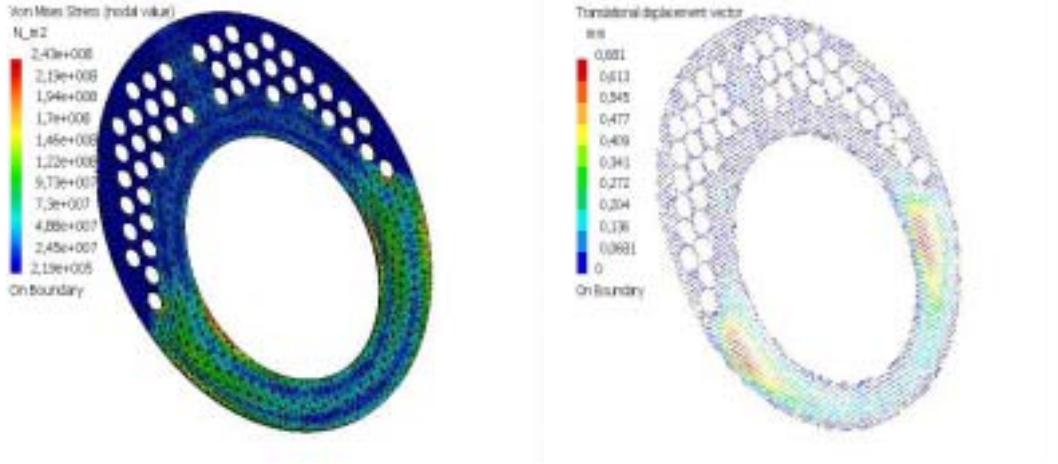 Von Mises Stress (nodal value)
N_m2
2,43e+008
2,19e+008
1,94e+008
1,7e+008
1,46e+008
1,22e+008
9,73e+007
7,3e+007
4,88e+007
2,45e+007
2,19e+005
On Boundary
Translational displacement vector
mm
0,681
0,613
0,545
0,477
0,409
0,341
0,272
0,204
0,136
0,0681
0
On Boundary